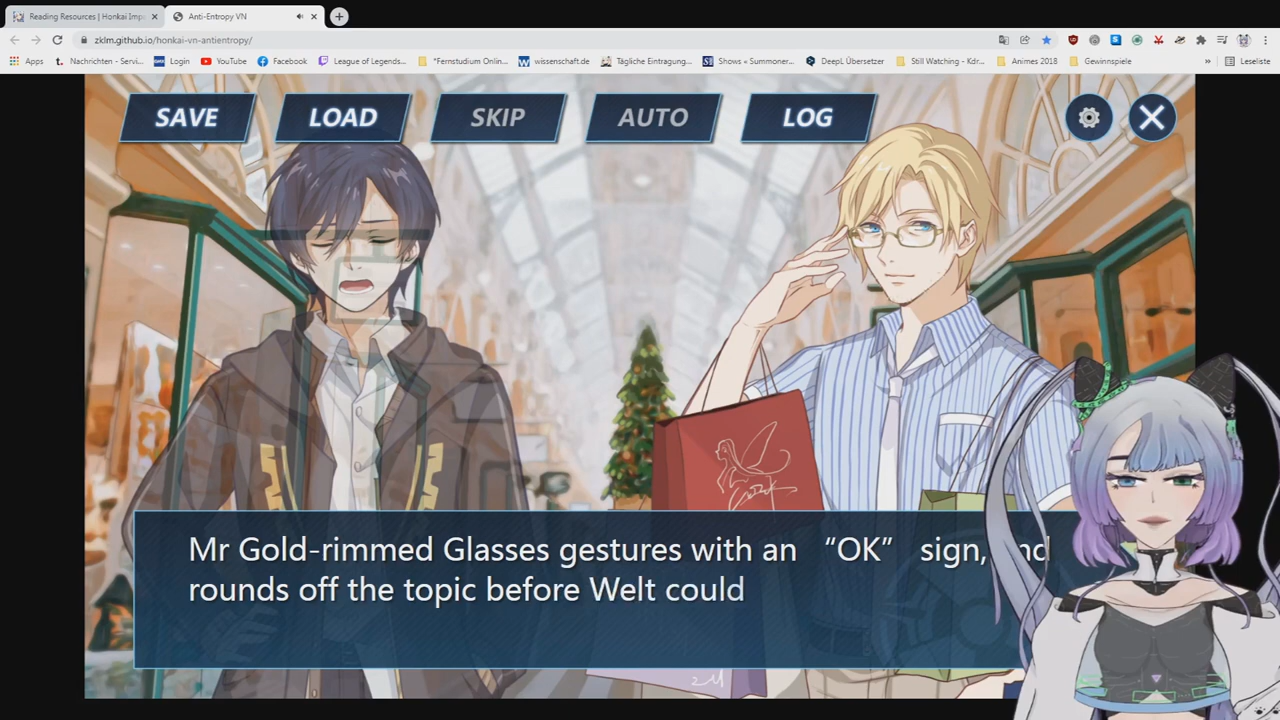 Reading Resources | Honkai Imp
Anti-Entropy VN
zklm.github.io/honkai-vn-antientropy/
Apps
Nachrichten - Servi...
Login
YouTube
Facebook
League of Legends...
"Fernstudium Onlin...
wissenschaft.de
Tägliche Eintragung...
Shows « Summoner...
DeepL Übersetzer
Still Watching - Kdr...
Animes 2018
Gewinnspiele
»
Leseliste
SAVE
LOAD
SKIP
AUTO
LOG
Mr Gold-rimmed Glasses gestures with an “OK” sign, and
rounds off the topic before Welt could